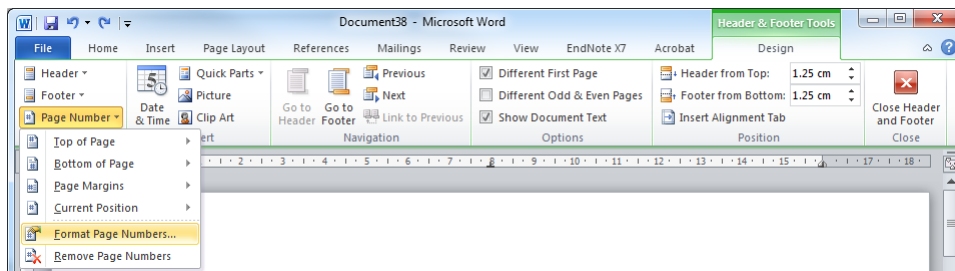 Document38 - Microsoft Word
Header & Footer Tools
File Home Insert Page Layout References Mailings Review View EndNote X7 Acrobat Design
Header
Footer
Page Number
5
Date
& Time
Quick Parts
Picture
Clip Art
ert
Go to
Header
Go to
Footer
Previous
Next
Link to Previous
Navigation
Different First Page
Different Odd & Even Pages
Show Document Text
Options
Header from Top: 1.25 cm
Footer from Bottom: 1.25 cm
Insert Alignment Tab
Position
Close Header
and Footer
Close
Top of Page
Bottom of Page
Page Margins
Current Position
Format Page Numbers...
Remove Page Numbers
1 2 3 4 5 6 7 8 9 10 11 12 13 14 15 17 18